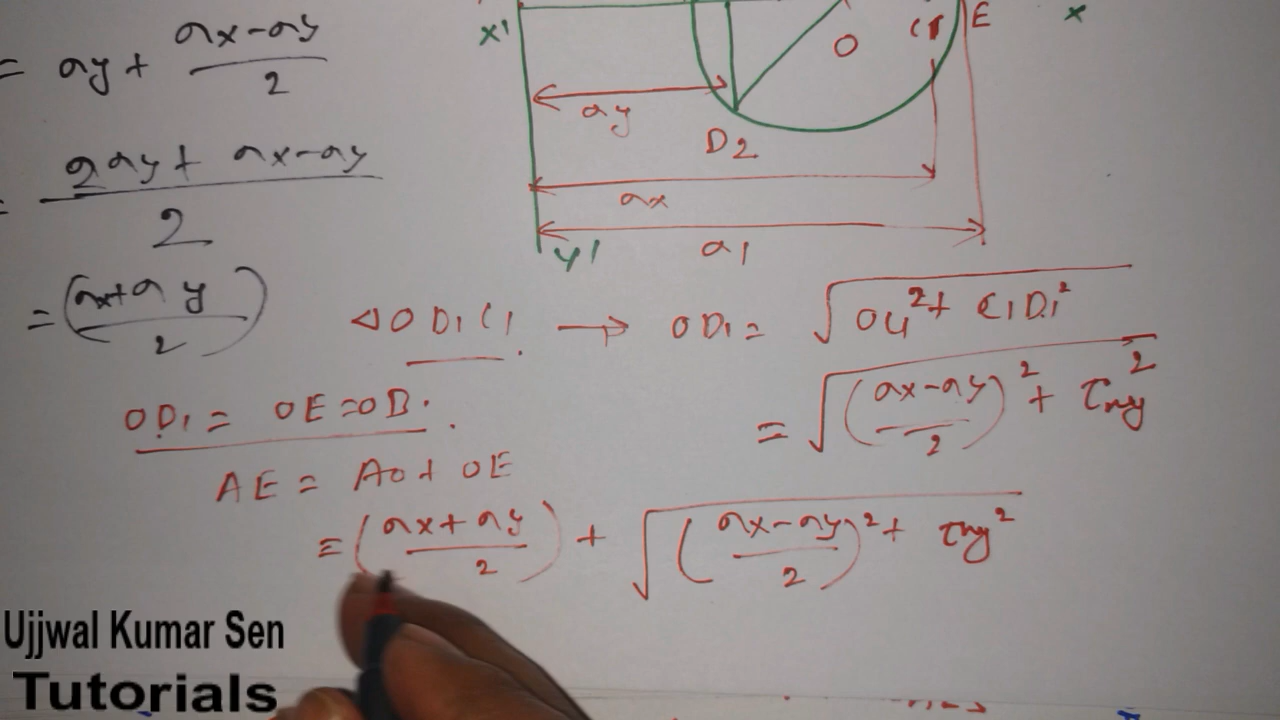 = σy + σx-σy / 2
= 2σy + σx-σy / 2
= (σx+σy / 2)
x'
O
C1
E
x
σy
D2
σx
σ1
y'
△OD1C1 → OD1 = √OC1² + C1D1²
= √(σx-σy / 2)² + τxy²
OD1 = OE = OB.
AE = AO + OE
= (σx+σy / 2) + √(σx-σy / 2)² + τxy²
Ujjwal Kumar Sen
Tutorials